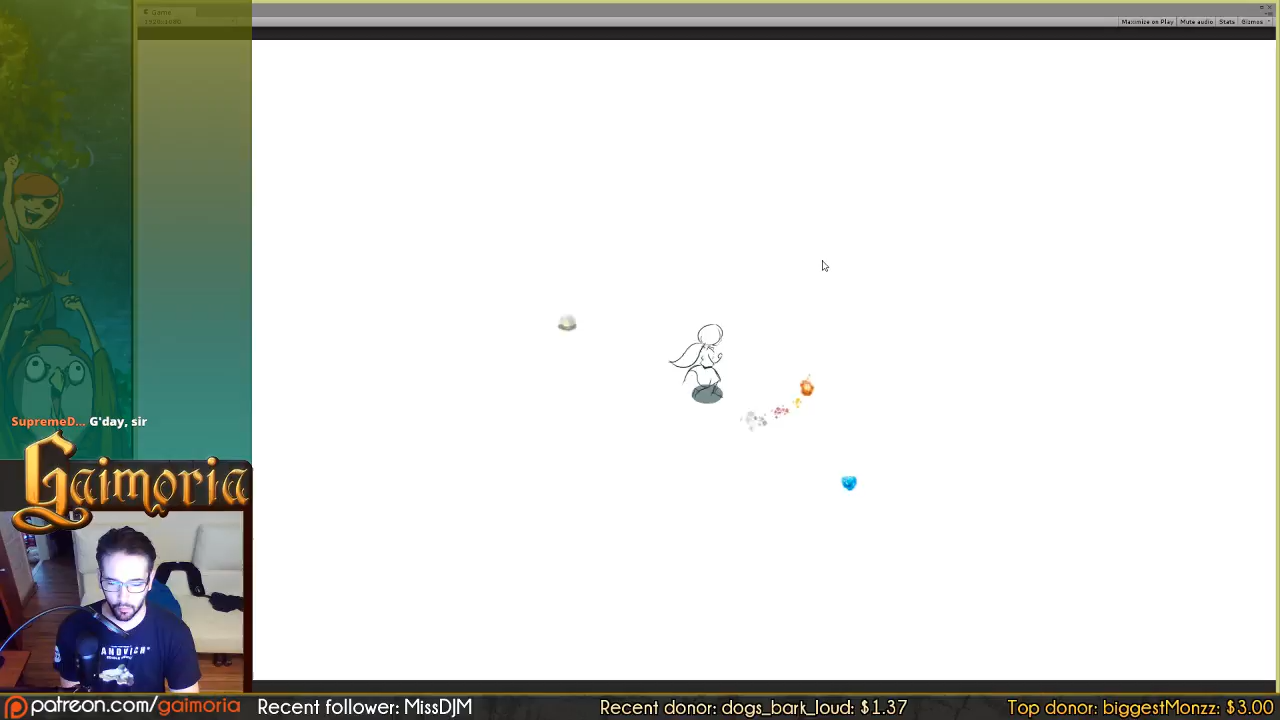 Game
Maximize on Play Mute audio Stats Gizmos
SupremeD... G'day, sir
Gaimoria
patreon.com/gaimoria Recent follower: MissDJM Recent donor: dogs_bark_loud: $1.37 Top donor: biggestMonzz: $3.00